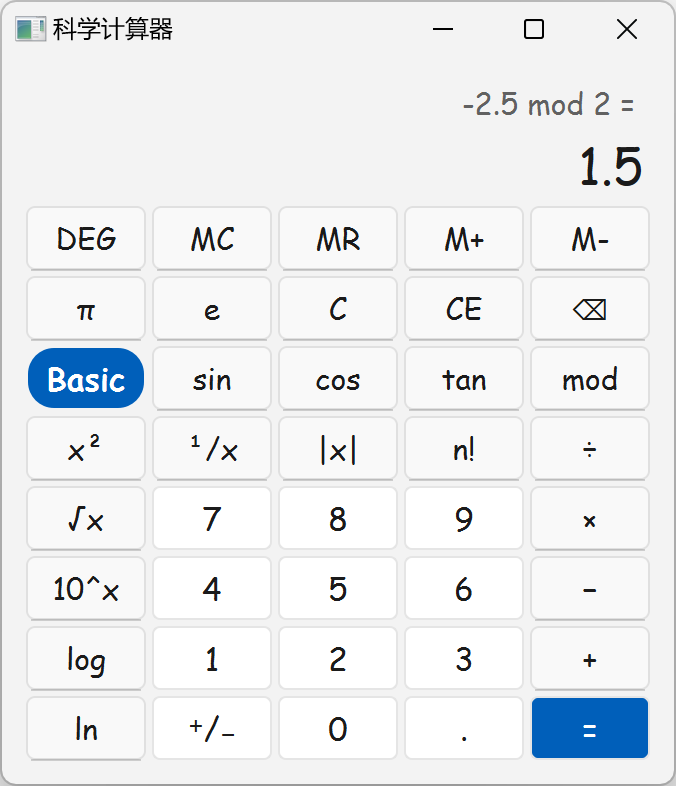 科学计算器
-2.5 mod 2 =
1.5
DEG MC MR M+ M-
π e C CE ⌫
Basic sin cos tan mod
x² ¹/x |x| n! ÷
√x 7 8 9 ×
10^x 4 5 6 −
log 1 2 3 +
ln ⁺/₋ 0 . =